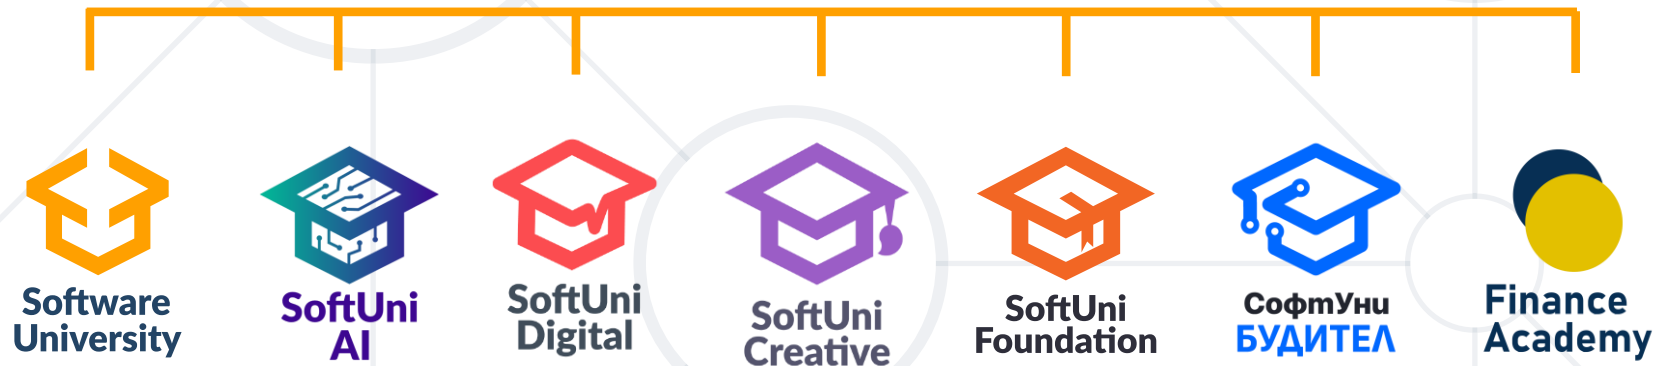 Software
University
SoftUni
AI
SoftUni
Digital
SoftUni
Creative
SoftUni
Foundation
СофтУни
БУДИТЕЛ
Finance
Academy